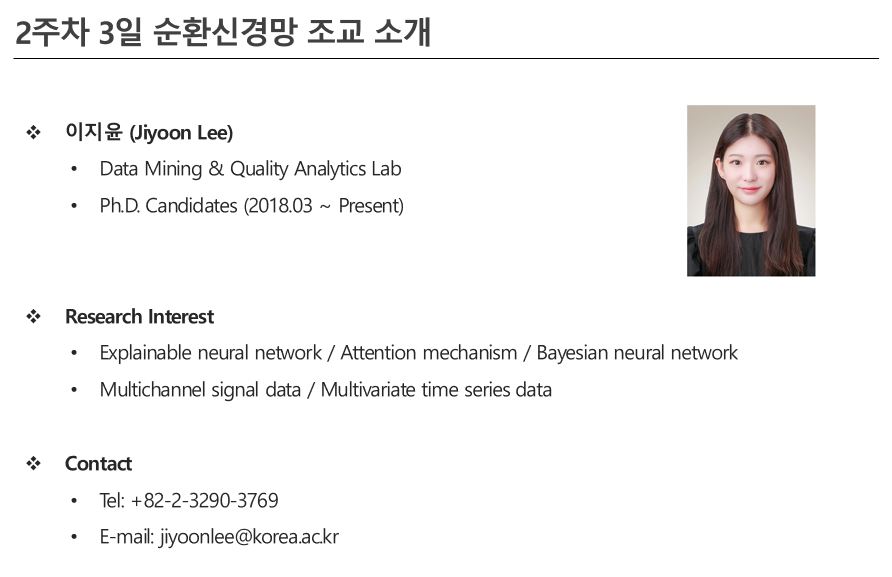 2주차 3일 순환신경망 조교 소개
❖ 이지윤 (Jiyoon Lee)
• Data Mining & Quality Analytics Lab
• Ph.D. Candidates (2018.03 ~ Present)
❖ Research Interest
• Explainable neural network / Attention mechanism / Bayesian neural network
• Multichannel signal data / Multivariate time series data
❖ Contact
• Tel: +82-2-3290-3769
• E-mail: jiyoonlee@korea.ac.kr